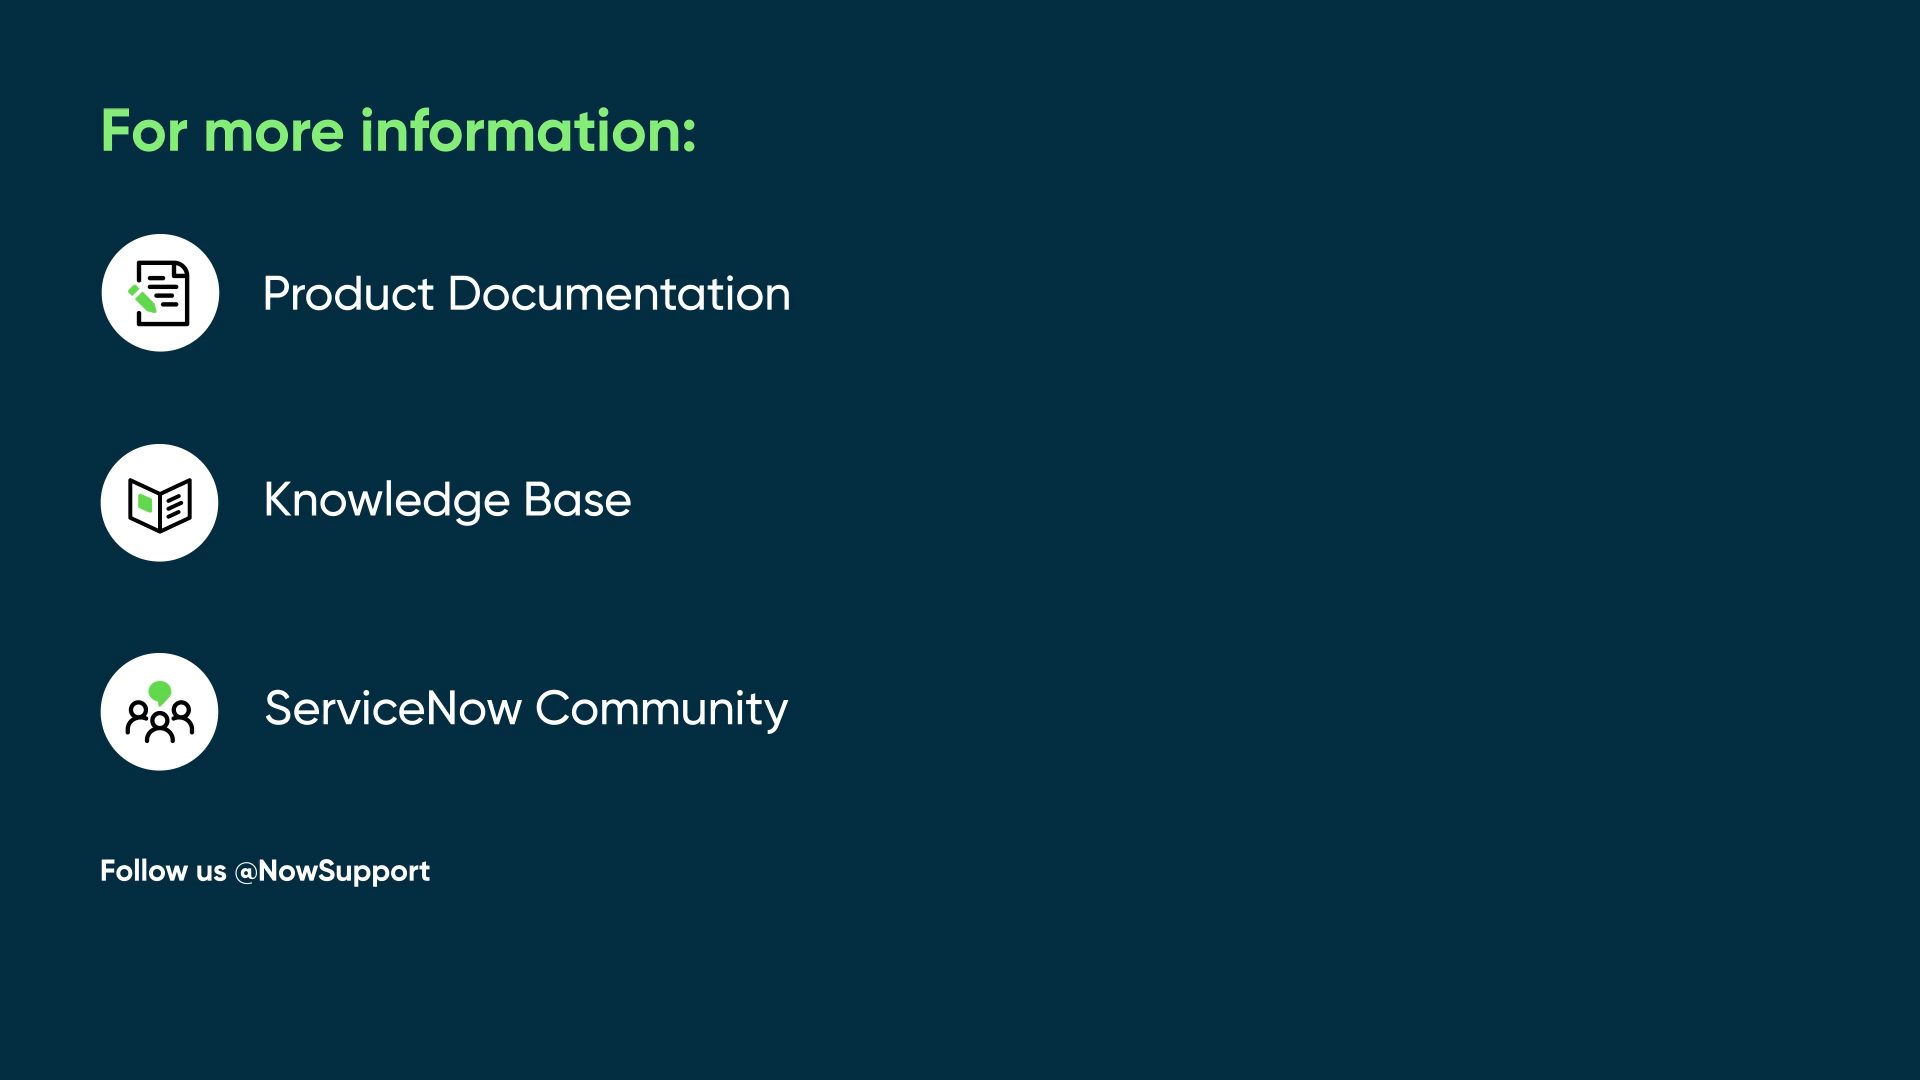 For more information:
Product Documentation
Knowledge Base
ServiceNow Community
Follow us @NowSupport